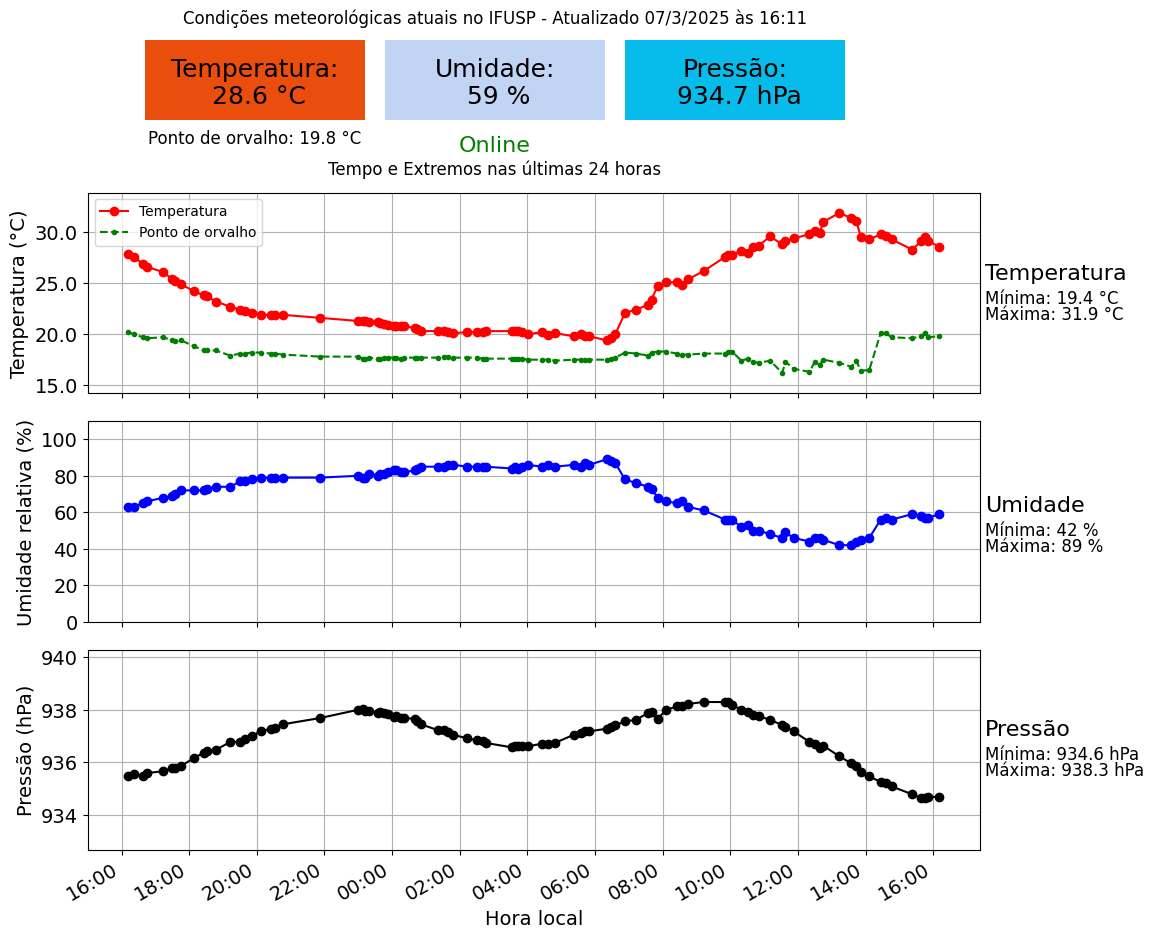 Condições meteorológicas atuais no IFUSP - Atualizado 07/3/2025 às 16:11
Temperatura:
28.6 °C
Umidade:
59 %
Pressão:
934.7 hPa
Ponto de orvalho: 19.8 °C
Online
Tempo e Extremos nas últimas 24 horas
Temperatura (°C)
30.0
25.0
20.0
15.0
Temperatura
Ponto de orvalho
Temperatura
Mínima: 19.4 °C
Máxima: 31.9 °C
Umidade relativa (%)
100
80
60
40
20
0
Umidade
Mínima: 42 %
Máxima: 89 %
Pressão (hPa)
940
938
936
934
Pressão
Mínima: 934.6 hPa
Máxima: 938.3 hPa
16:00 18:00 20:00 22:00 00:00 02:00 04:00 06:00 08:00 10:00 12:00 14:00 16:00
Hora local